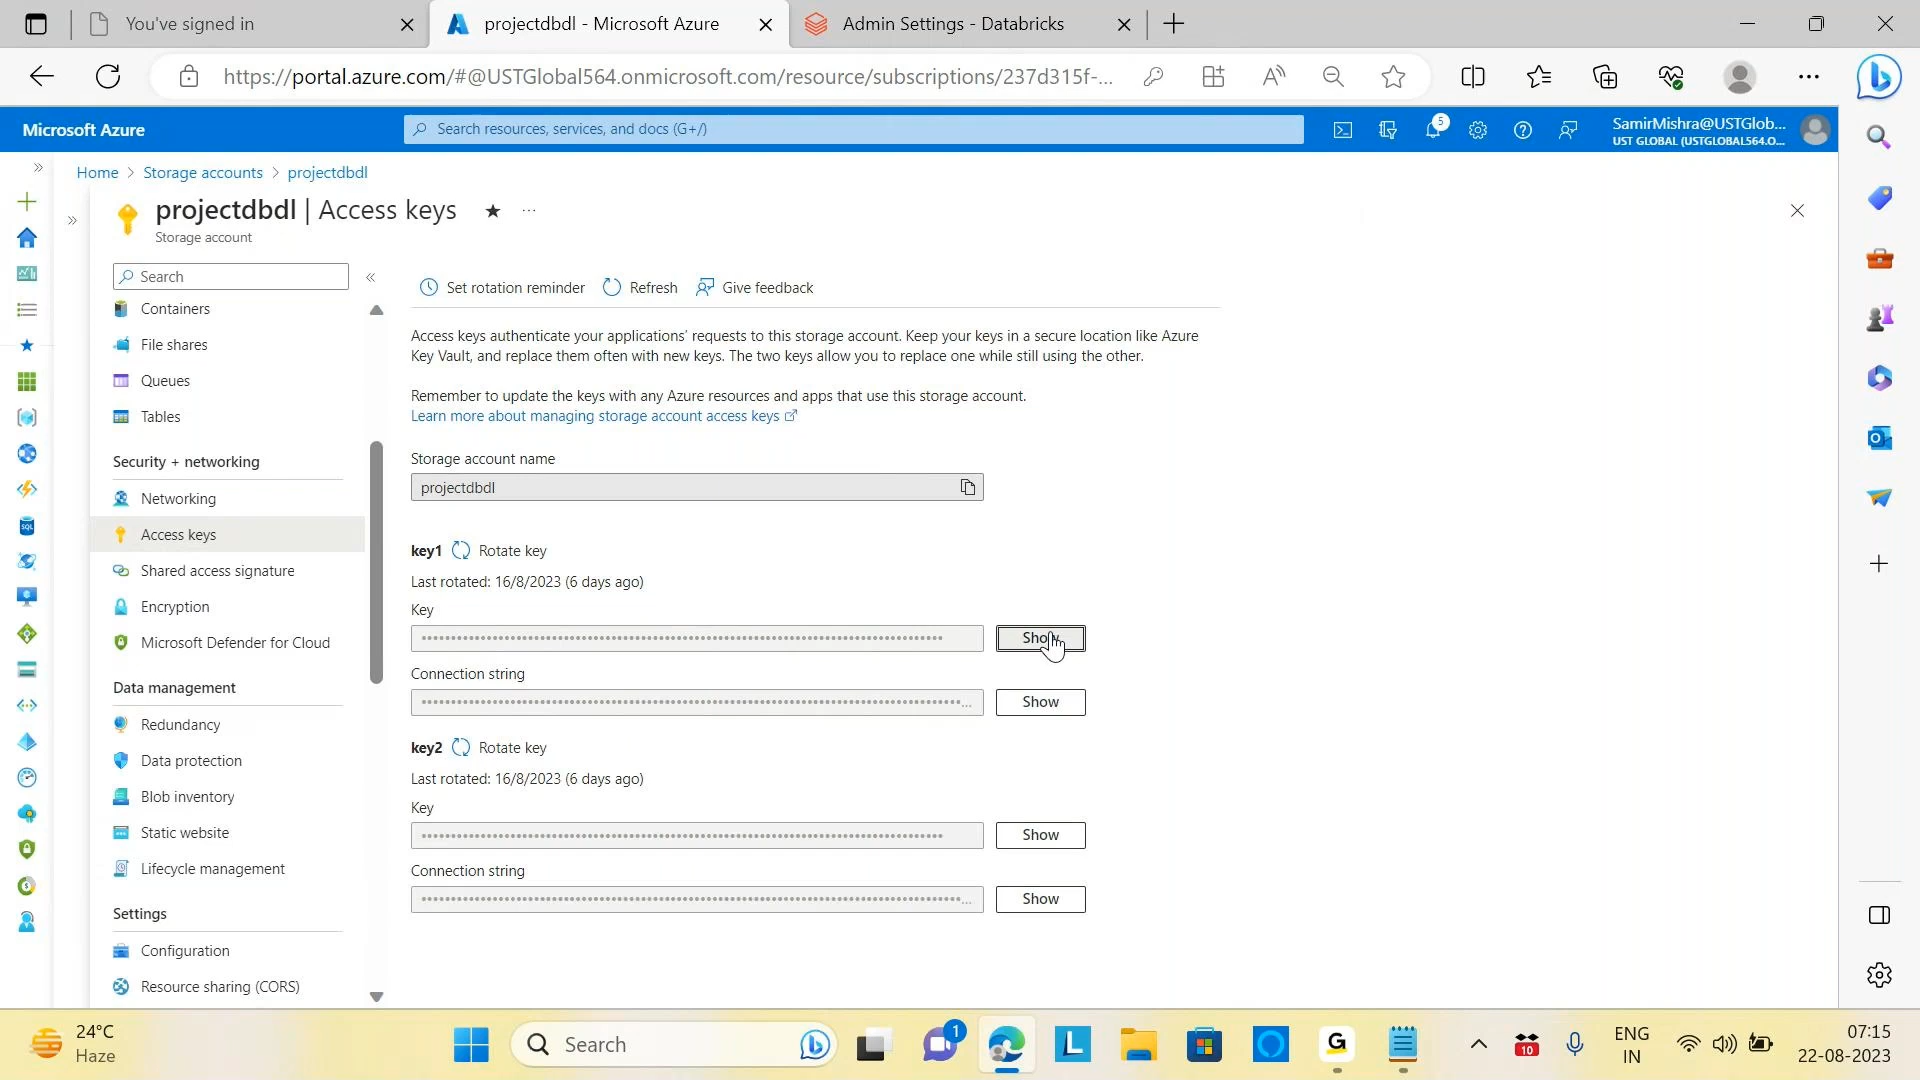 You've signed in
projectdbdl - Microsoft Azure
Admin Settings - Databricks
https://portal.azure.com/#@USTGlobal564.onmicrosoft.com/resource/subscriptions/237d315f-...
Microsoft Azure
Search resources, services, and docs (G+/)
5
SamirMishra@USTGlob...
UST GLOBAL (USTGLOBAL564.O...
Home > Storage accounts > projectdbdl
projectdbdl | Access keys
Storage account
Search
Containers
File shares
Queues
Tables
Security + networking
Networking
Access keys
Shared access signature
Encryption
Microsoft Defender for Cloud
Data management
Redundancy
Data protection
Blob inventory
Static website
Lifecycle management
Settings
Configuration
Resource sharing (CORS)
Set rotation reminder
Refresh
Give feedback
Access keys authenticate your applications' requests to this storage account. Keep your keys in a secure location like Azure
Key Vault, and replace them often with new keys. The two keys allow you to replace one while still using the other.
Remember to update the keys with any Azure resources and apps that use this storage account.
Learn more about managing storage account access keys
Storage account name
projectdbdl
key1 Rotate key
Last rotated: 16/8/2023 (6 days ago)
Key
Show
Connection string
Show
key2 Rotate key
Last rotated: 16/8/2023 (6 days ago)
Key
Show
Connection string
Show
24°C
Haze
Search
1
L
G
10
ENG
IN
07:15
22-08-2023